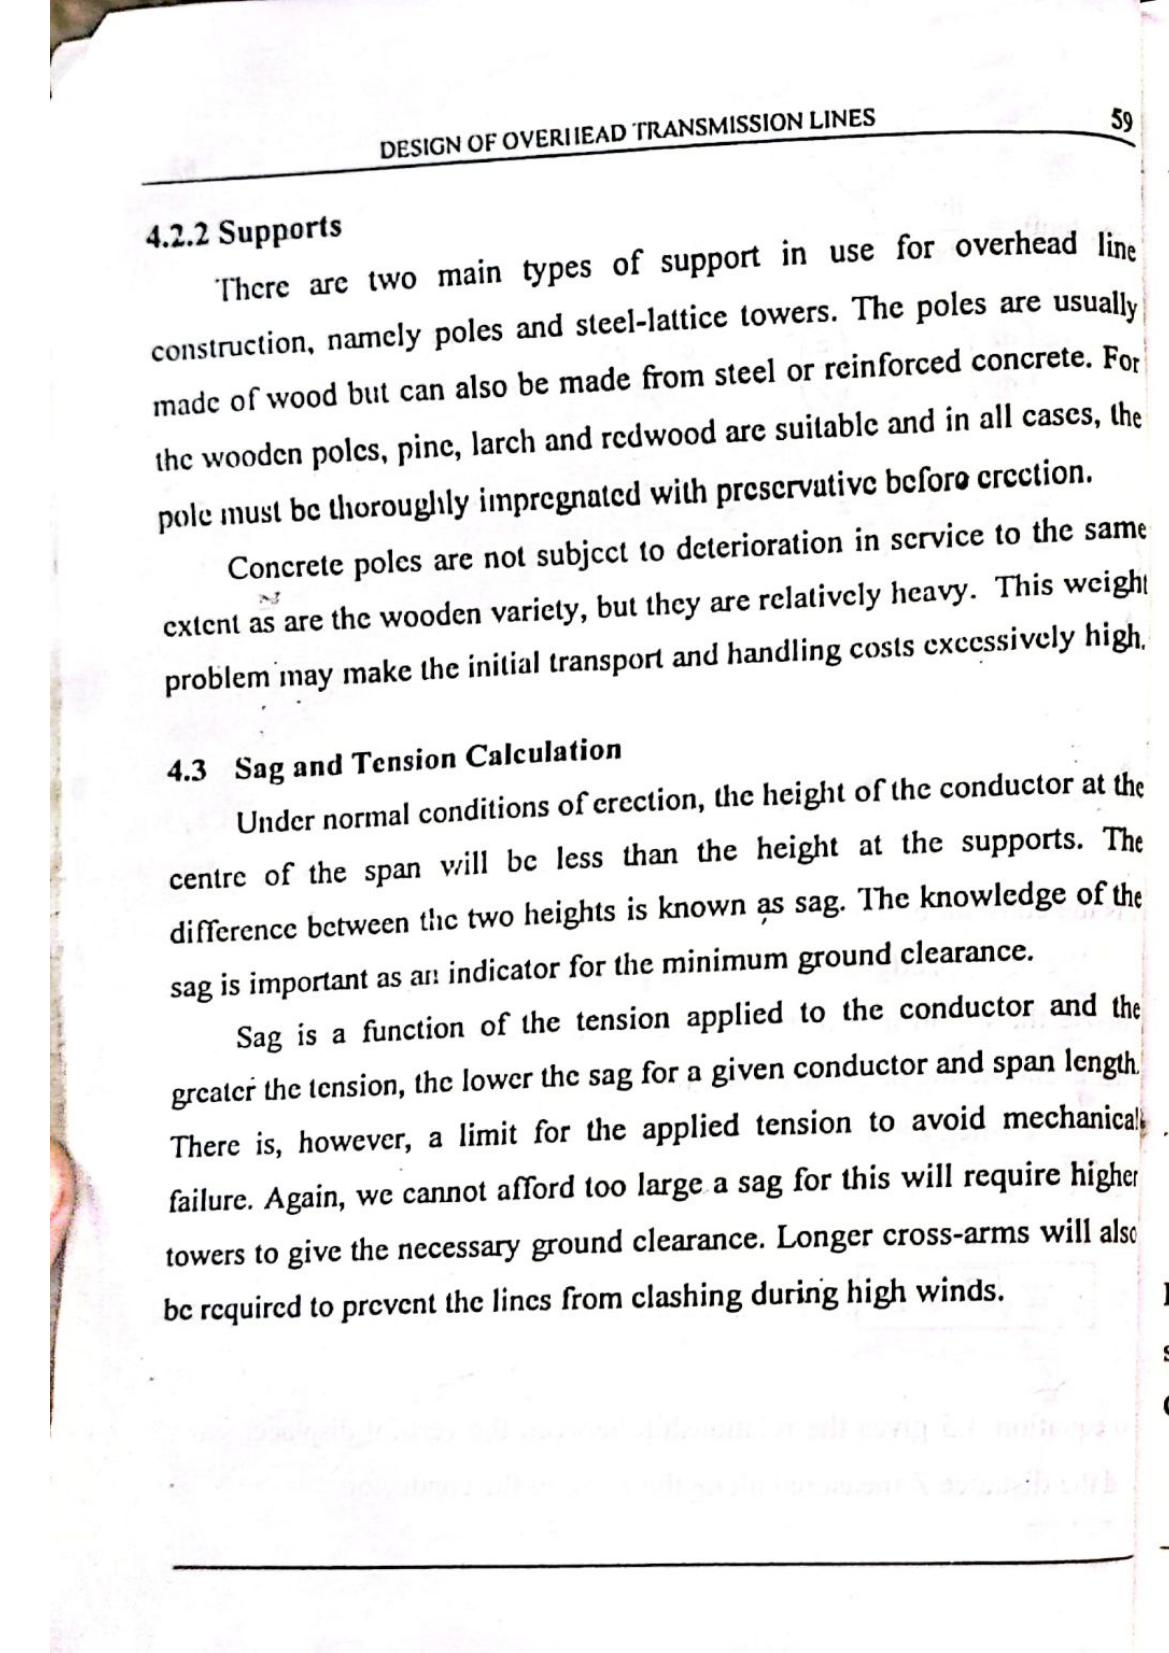 DESIGN OF OVERHEAD TRANSMISSION LINES 59
4.2.2 Supports
There are two main types of support in use for overhead line
construction, namely poles and steel-lattice towers. The poles are usually
made of wood but can also be made from steel or reinforced concrete. For
the wooden poles, pine, larch and redwood are suitable and in all cases, the
pole must be thoroughly impregnated with preservative before erection.
Concrete poles are not subject to deterioration in service to the same
extent as are the wooden variety, but they are relatively heavy. This weight
problem may make the initial transport and handling costs excessively high.
4.3 Sag and Tension Calculation
Under normal conditions of erection, the height of the conductor at the
centre of the span will be less than the height at the supports. The
difference between the two heights is known as sag. The knowledge of the
sag is important as an indicator for the minimum ground clearance.
Sag is a function of the tension applied to the conductor and the
greater the tension, the lower the sag for a given conductor and span length.
There is, however, a limit for the applied tension to avoid mechanical
failure. Again, we cannot afford too large a sag for this will require higher
towers to give the necessary ground clearance. Longer cross-arms will also
be required to prevent the lines from clashing during high winds.